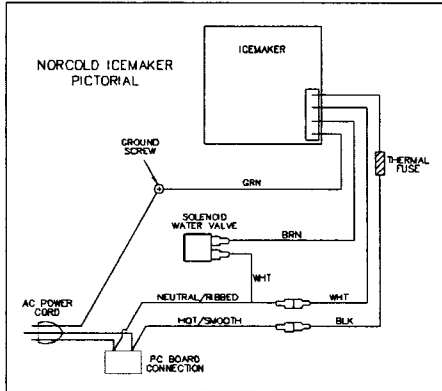 NORCOLD ICEMAKER
PICTORIAL
ICEMAKER
GROUND
SCREW
GRN
THERMAL
FUSE
SOLENOID
WATER VALVE
BRN
WHT
AC POWER
CORD
NEUTRAL/RIBBED
WHT
HOT/SMOOTH
BLK
PC BOARD
CONNECTION